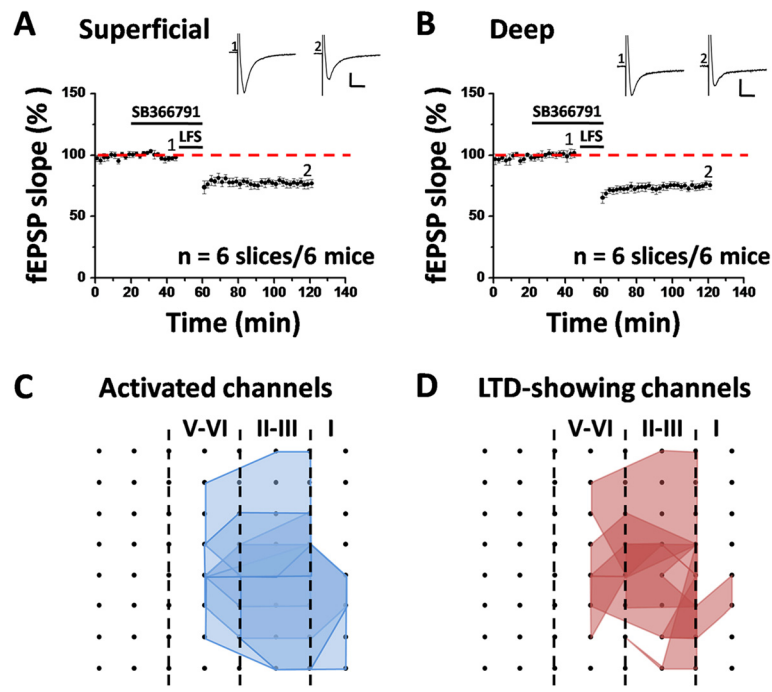 A Superficial
1
2
fEPSP slope (%)
150
100
50
0
SB366791
LFS
1
2
n = 6 slices/6 mice
0 20 40 60 80 100 120 140
Time (min)
B Deep
1
2
fEPSP slope (%)
150
100
50
0
SB366791
LFS
1
2
n = 6 slices/6 mice
0 20 40 60 80 100 120 140
Time (min)
C Activated channels
V-VI II-III I
D LTD-showing channels
V-VI II-III I